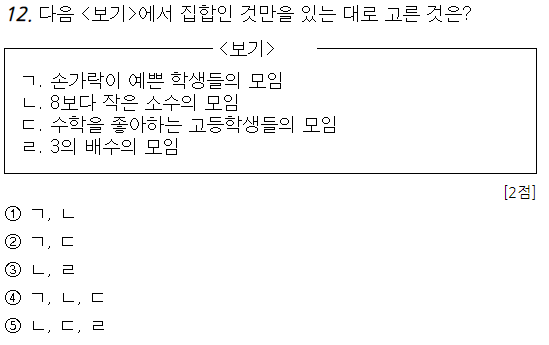 12. 다음 <보기>에서 집합인 것만을 있는 대로 고른 것은?
<보기>
ㄱ. 손가락이 예쁜 학생들의 모임
ㄴ. 8보다 작은 소수의 모임
ㄷ. 수학을 좋아하는 고등학생들의 모임
ㄹ. 3의 배수의 모임
[2점]
① ㄱ, ㄴ
② ㄱ, ㄷ
③ ㄴ, ㄹ
④ ㄱ, ㄴ, ㄷ
⑤ ㄴ, ㄷ, ㄹ